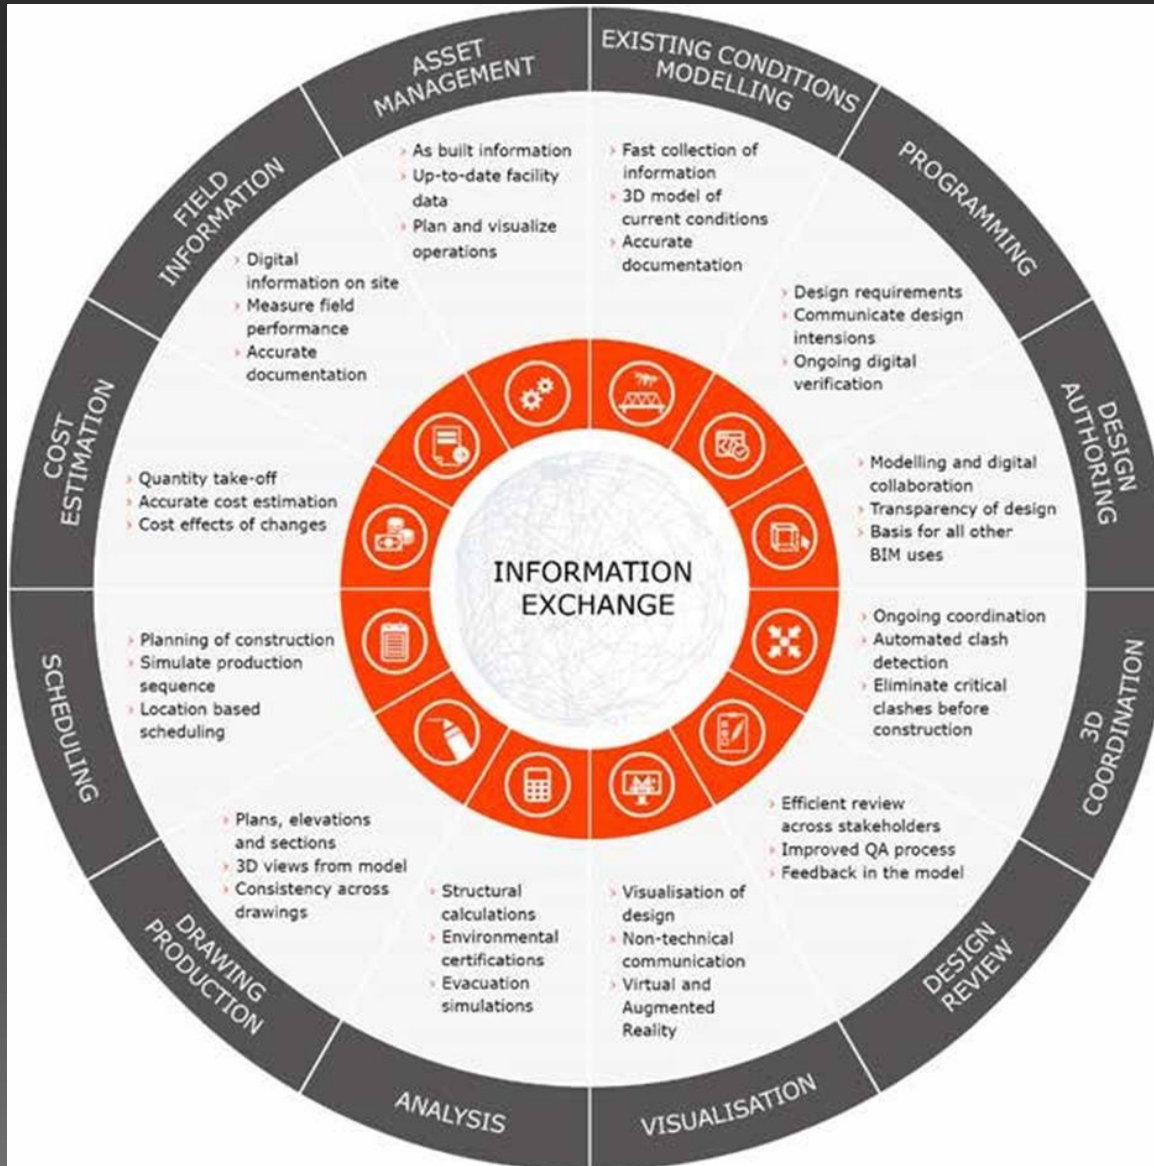 EXISTING CONDITIONS
MODELLING
› Fast collection of
information
› 3D model of
current conditions
› Accurate
documentation
PROGRAMMING
› Design requirements
› Communicate design
intensions
› Ongoing digital
verification
DESIGN
AUTHORING
› Modelling and digital
collaboration
› Transparency of design
› Basis for all other
BIM uses
3D
COORDINATION
› Ongoing coordination
› Automated clash
detection
› Eliminate critical
clashes before
construction
DESIGN
REVIEW
› Efficient review
across stakeholders
› Improved QA process
› Feedback in the model
VISUALISATION
› Visualisation of
design
› Non-technical
communication
› Virtual and
Augmented
Reality
ANALYSIS
› Structural
calculations
› Environmental
certifications
› Evacuation
simulations
DRAWING
PRODUCTION
› Plans, elevations
and sections
› 3D views from model
› Consistency across
drawings
SCHEDULING
› Planning of construction
› Simulate production
sequence
› Location based
scheduling
COST
ESTIMATION
› Quantity take-off
› Accurate cost estimation
› Cost effects of changes
FIELD
INFORMATION
› Digital
information on site
› Measure field
performance
› Accurate
documentation
ASSET
MANAGEMENT
› As built information
› Up-to-date facility
data
› Plan and visualize
operations
INFORMATION
EXCHANGE